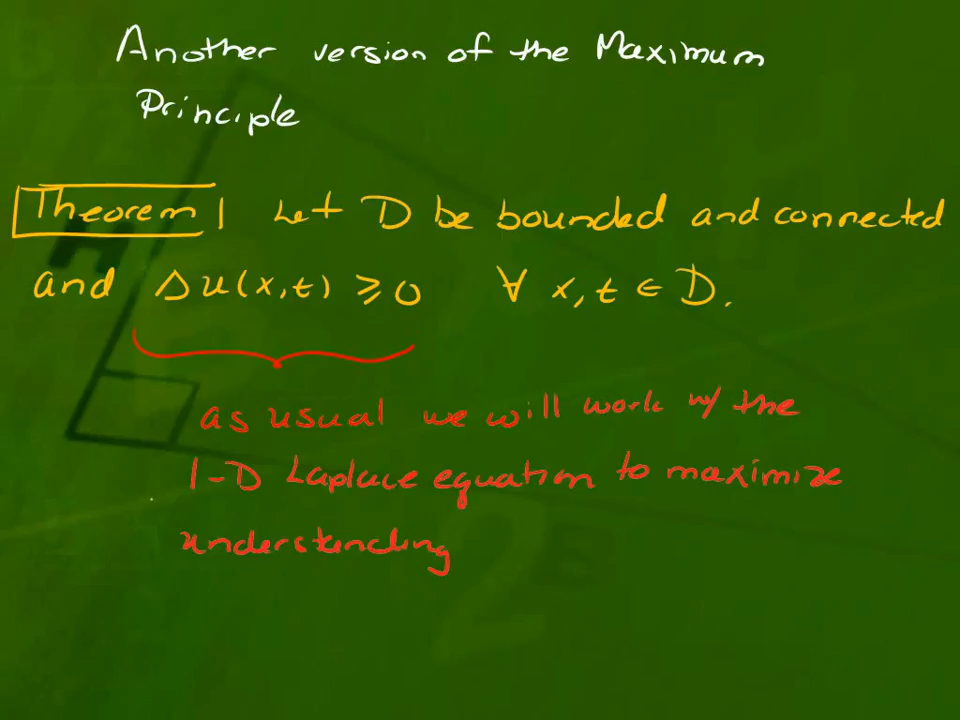 Another version of the Maximum
Principle
Theorem | Let D be bounded and connected
and Δu(x,t) ≥ 0 ∀ x, t ∈ D.
as usual we will work w/ the
1-D Laplace equation to maximize
understanding